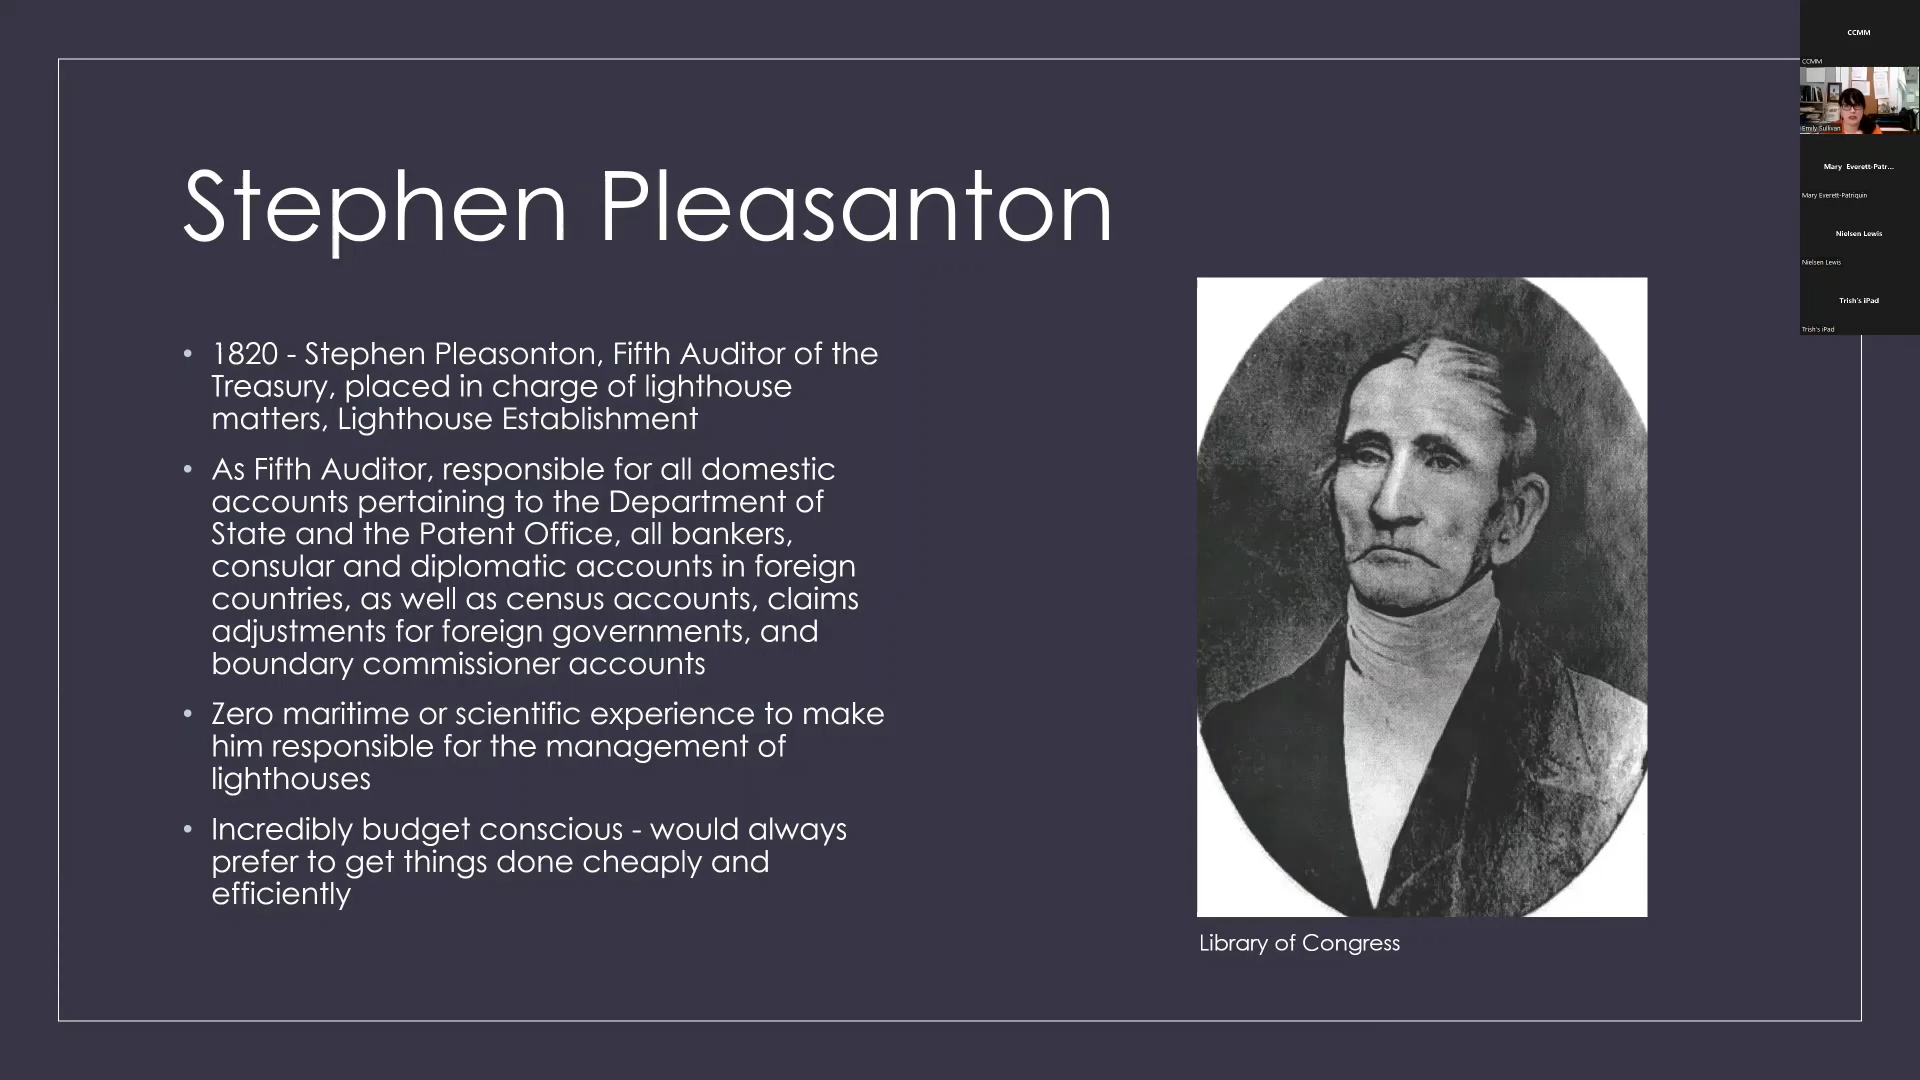 Stephen Pleasanton
• 1820 - Stephen Pleasonton, Fifth Auditor of the
Treasury, placed in charge of lighthouse
matters, Lighthouse Establishment
• As Fifth Auditor, responsible for all domestic
accounts pertaining to the Department of
State and the Patent Office, all bankers,
consular and diplomatic accounts in foreign
countries, as well as census accounts, claims
adjustments for foreign governments, and
boundary commissioner accounts
• Zero maritime or scientific experience to make
him responsible for the management of
lighthouses
• Incredibly budget conscious - would always
prefer to get things done cheaply and
efficiently
Library of Congress
CCMM
CCMM
Emily Sullivan
Mary Everett-Patr...
Mary Everett-Patriquin
Nielsen Lewis
Nielsen Lewis
Trish's iPad
Trish's iPad